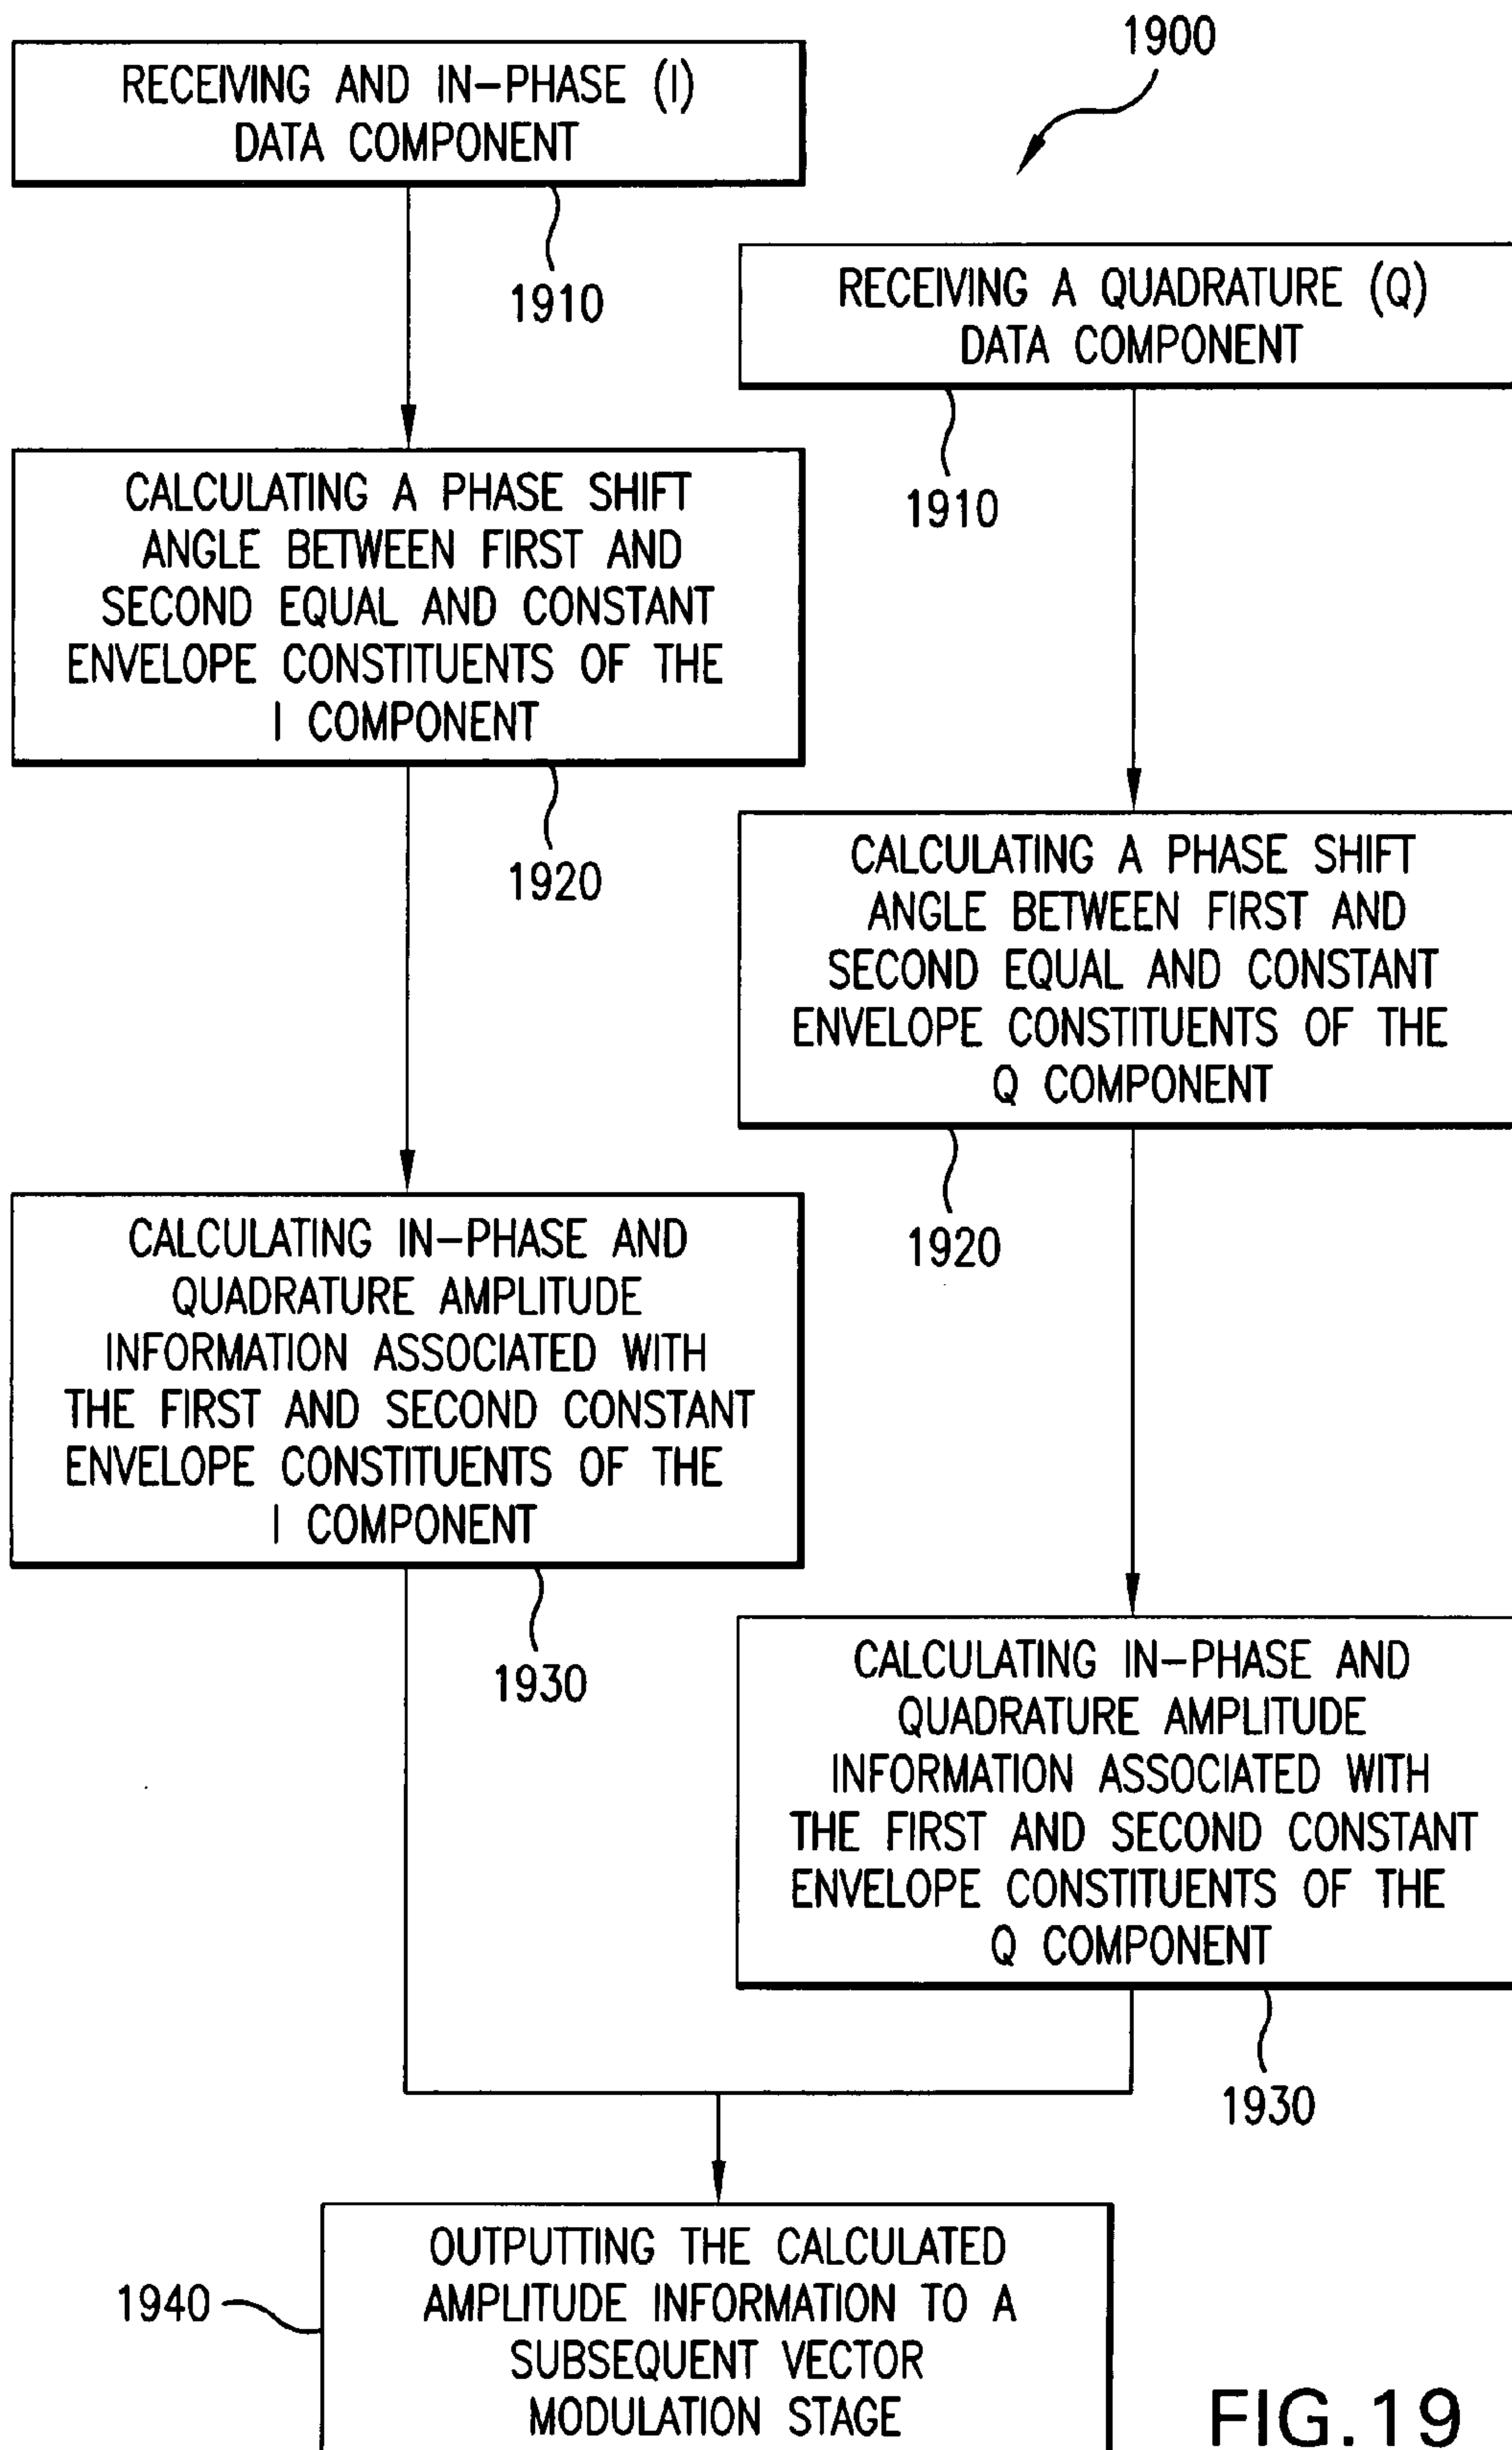 1900
RECEIVING AND IN-PHASE (I)
DATA COMPONENT
1910
RECEIVING A QUADRATURE (Q)
DATA COMPONENT
1910
CALCULATING A PHASE SHIFT
ANGLE BETWEEN FIRST AND
SECOND EQUAL AND CONSTANT
ENVELOPE CONSTITUENTS OF THE
I COMPONENT
1920
CALCULATING A PHASE SHIFT
ANGLE BETWEEN FIRST AND
SECOND EQUAL AND CONSTANT
ENVELOPE CONSTITUENTS OF THE
Q COMPONENT
1920
CALCULATING IN-PHASE AND
QUADRATURE AMPLITUDE
INFORMATION ASSOCIATED WITH
THE FIRST AND SECOND CONSTANT
ENVELOPE CONSTITUENTS OF THE
I COMPONENT
1930
CALCULATING IN-PHASE AND
QUADRATURE AMPLITUDE
INFORMATION ASSOCIATED WITH
THE FIRST AND SECOND CONSTANT
ENVELOPE CONSTITUENTS OF THE
Q COMPONENT
1930
1940
OUTPUTTING THE CALCULATED
AMPLITUDE INFORMATION TO A
SUBSEQUENT VECTOR
MODULATION STAGE
FIG.19